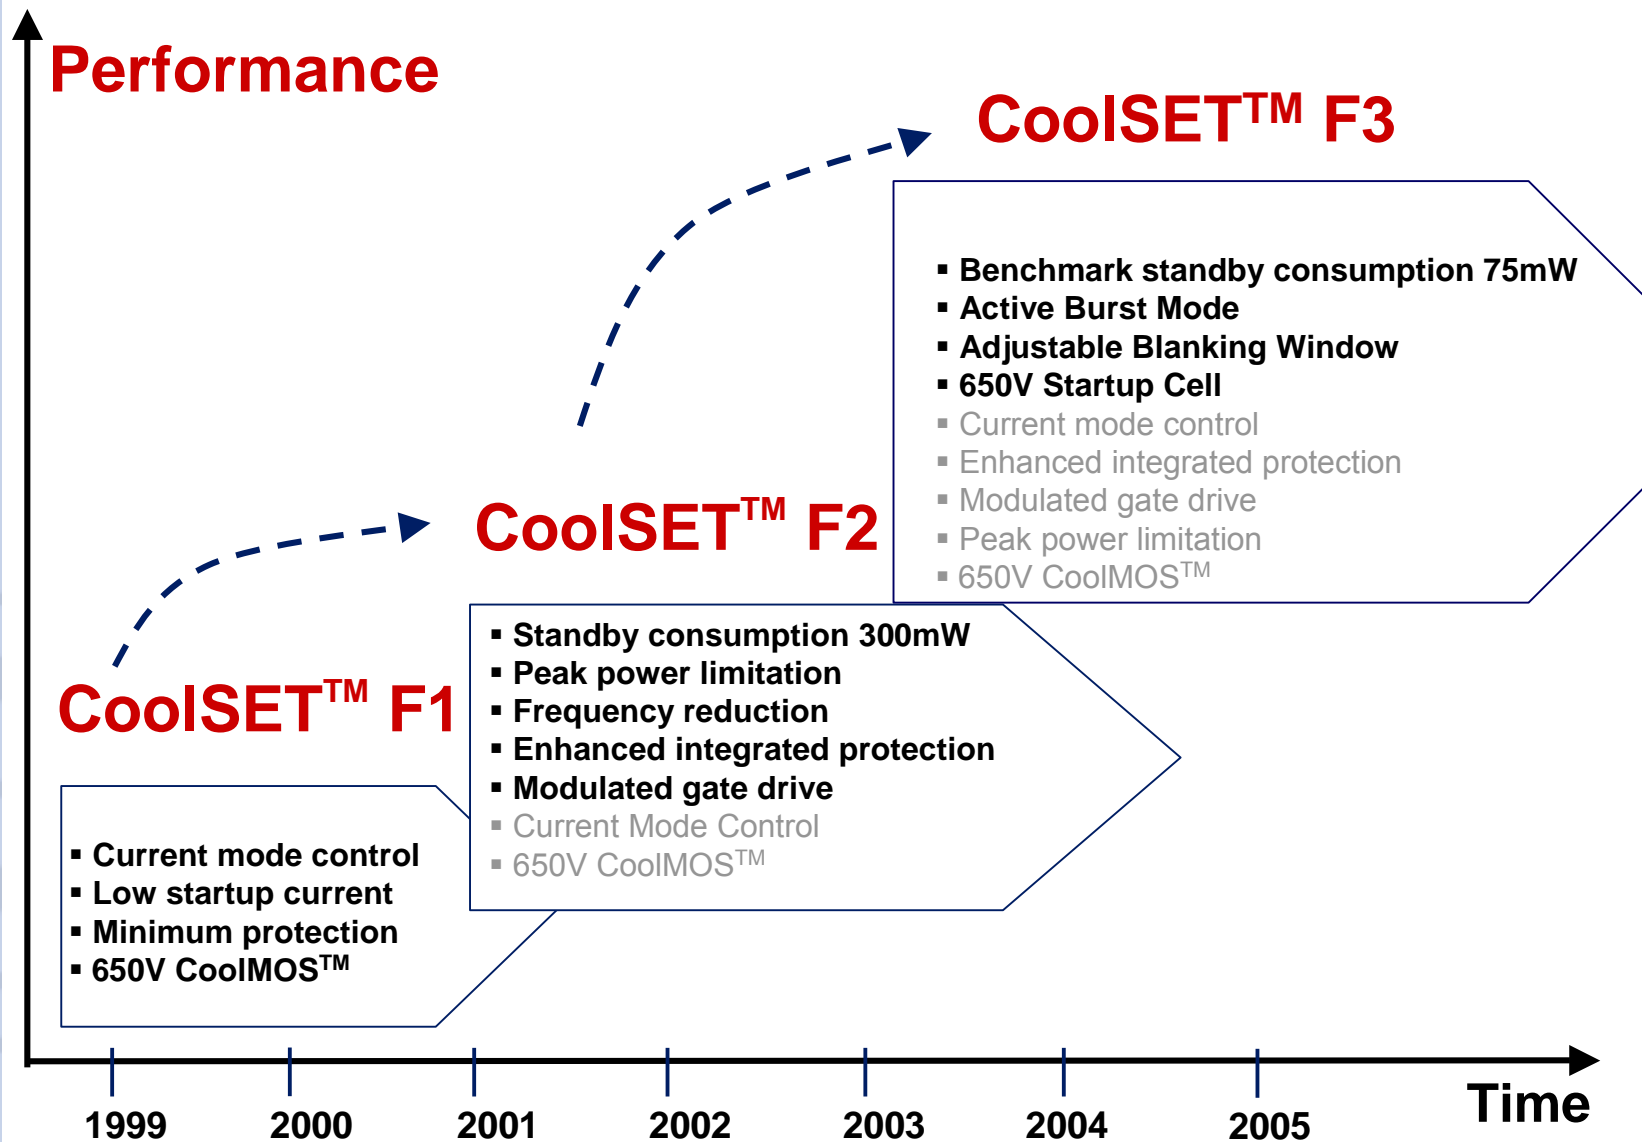 Performance
CoolSET™ F3
▪ Benchmark standby consumption 75mW
▪ Active Burst Mode
▪ Adjustable Blanking Window
▪ 650V Startup Cell
▪ Current mode control
▪ Enhanced integrated protection
▪ Modulated gate drive
▪ Peak power limitation
▪ 650V CoolMOS™
CoolSET™ F2
▪ Standby consumption 300mW
▪ Peak power limitation
▪ Frequency reduction
▪ Enhanced integrated protection
▪ Modulated gate drive
▪ Current Mode Control
▪ 650V CoolMOS™
CoolSET™ F1
▪ Current mode control
▪ Low startup current
▪ Minimum protection
▪ 650V CoolMOS™
1999 2000 2001 2002 2003 2004 2005
Time